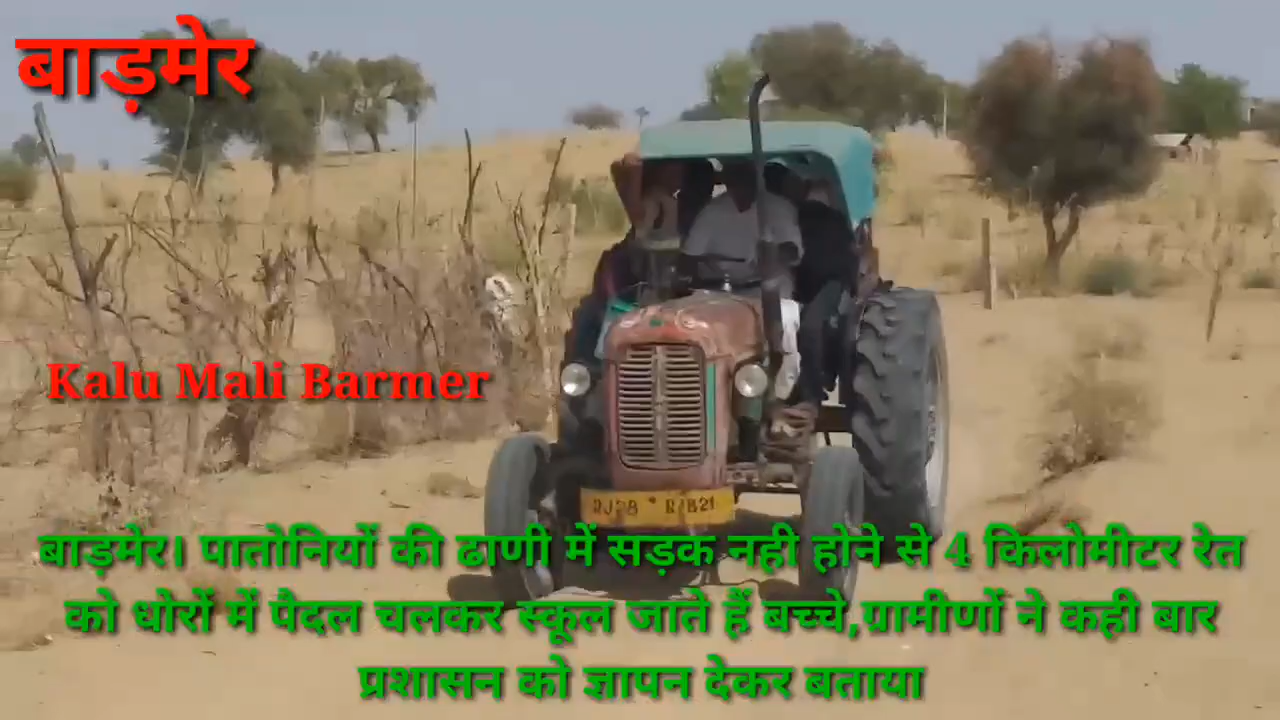 बाड़मेर
Kalu Mali Barmer
बाड़मेर। पातोनियों की ढाणी में सड़क नही होने से 4 किलोमीटर रेत
को धोरों में पैदल चलकर स्कूल जाते हैं बच्चे,ग्रामीणों ने कही बार
प्रशासन को ज्ञापन देकर बताया